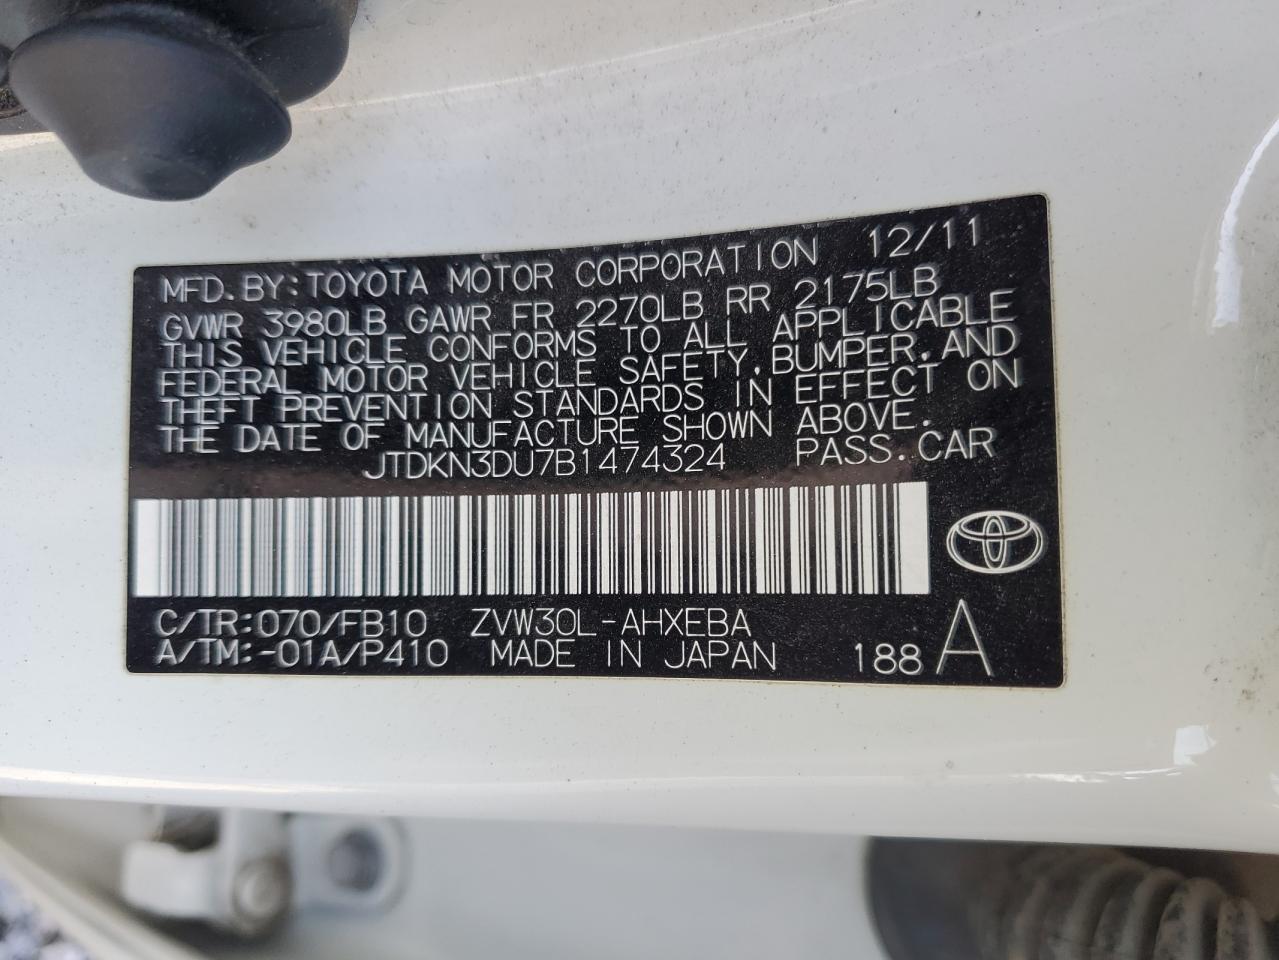 MFD.BY:TOYOTA MOTOR CORPORATION 12/11
GVWR 3980LB GAWR FR 2270LB RR 2175LB
THIS VEHICLE CONFORMS TO ALL APPLICABLE
FEDERAL MOTOR VEHICLE SAFETY,BUMPER,AND
THEFT PREVENTION STANDARDS IN EFFECT ON
THE DATE OF MANUFACTURE SHOWN ABOVE.
JTDKN3DU7B1474324 PASS.CAR
C/TR:070/FB10 ZVW30L-AHXEBA
A/TM:-01A/P410 MADE IN JAPAN 188 A